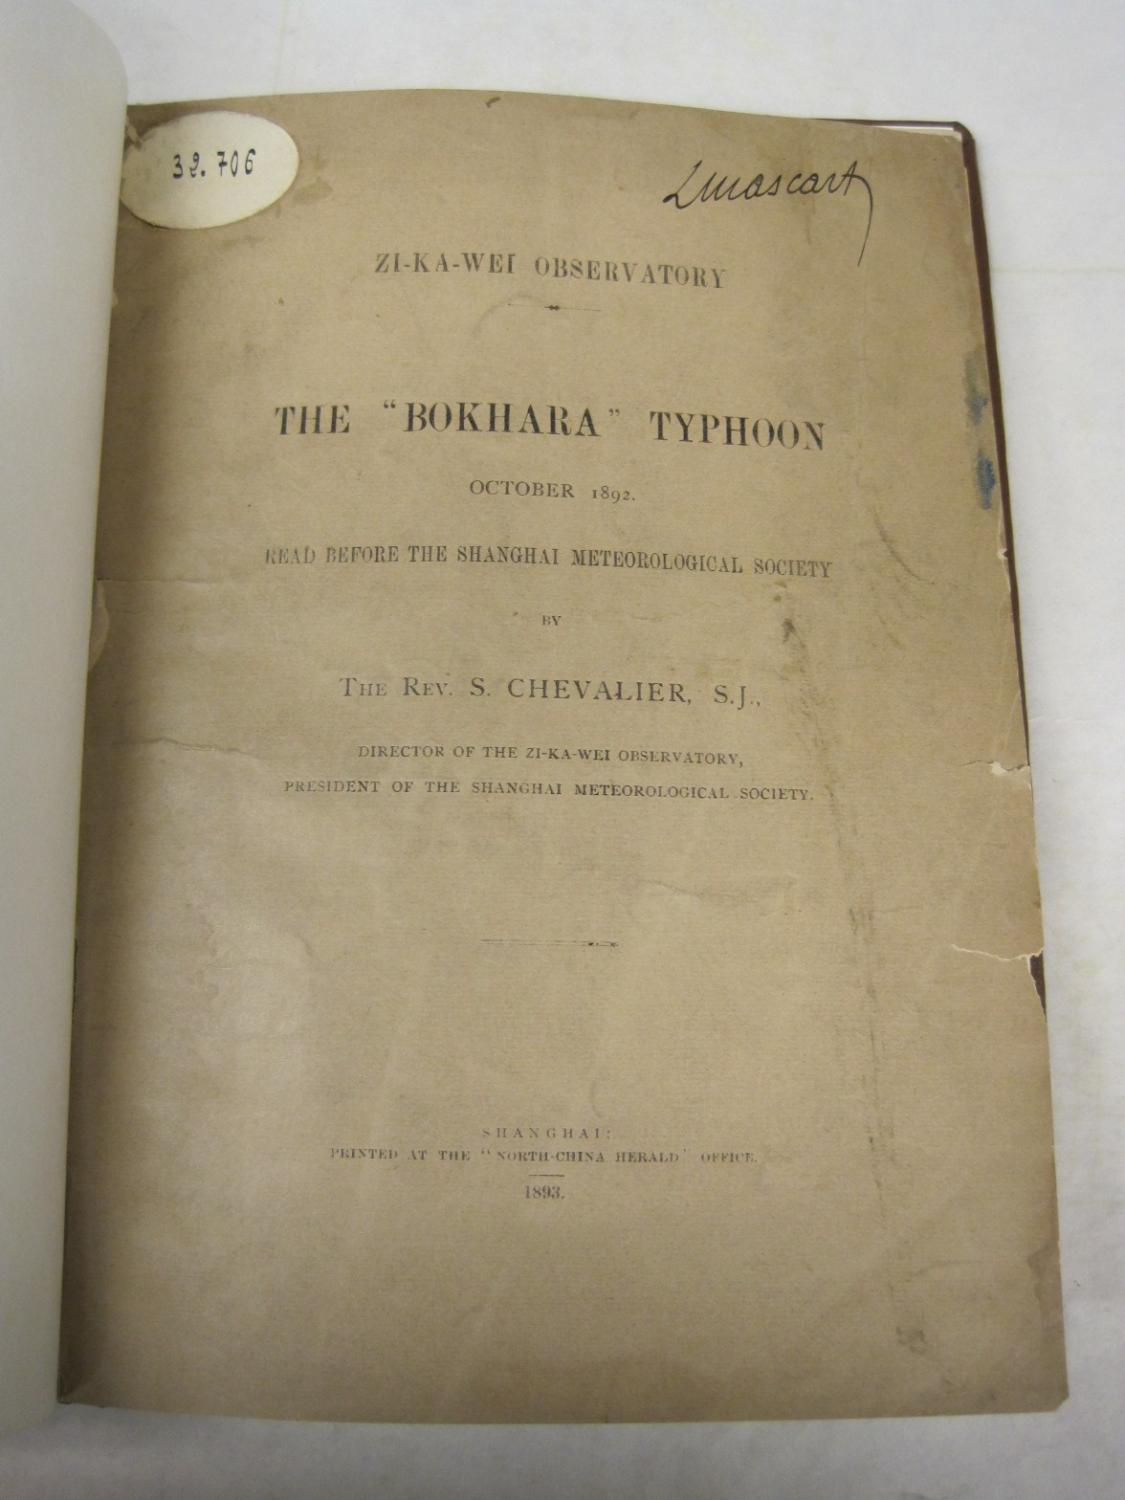 32.706
Lmascart
ZI-KA-WEI OBSERVATORY
THE "BOKHARA" TYPHOON
OCTOBER 1892.
READ BEFORE THE SHANGHAI METEOROLOGICAL SOCIETY
BY
THE REV. S. CHEVALIER, S.J.,
DIRECTOR OF THE ZI-KA-WEI OBSERVATORY,
PRESIDENT OF THE SHANGHAI METEOROLOGICAL SOCIETY.
SHANGHAI:
PRINTED AT THE "NORTH-CHINA HERALD" OFFICE.
1893.